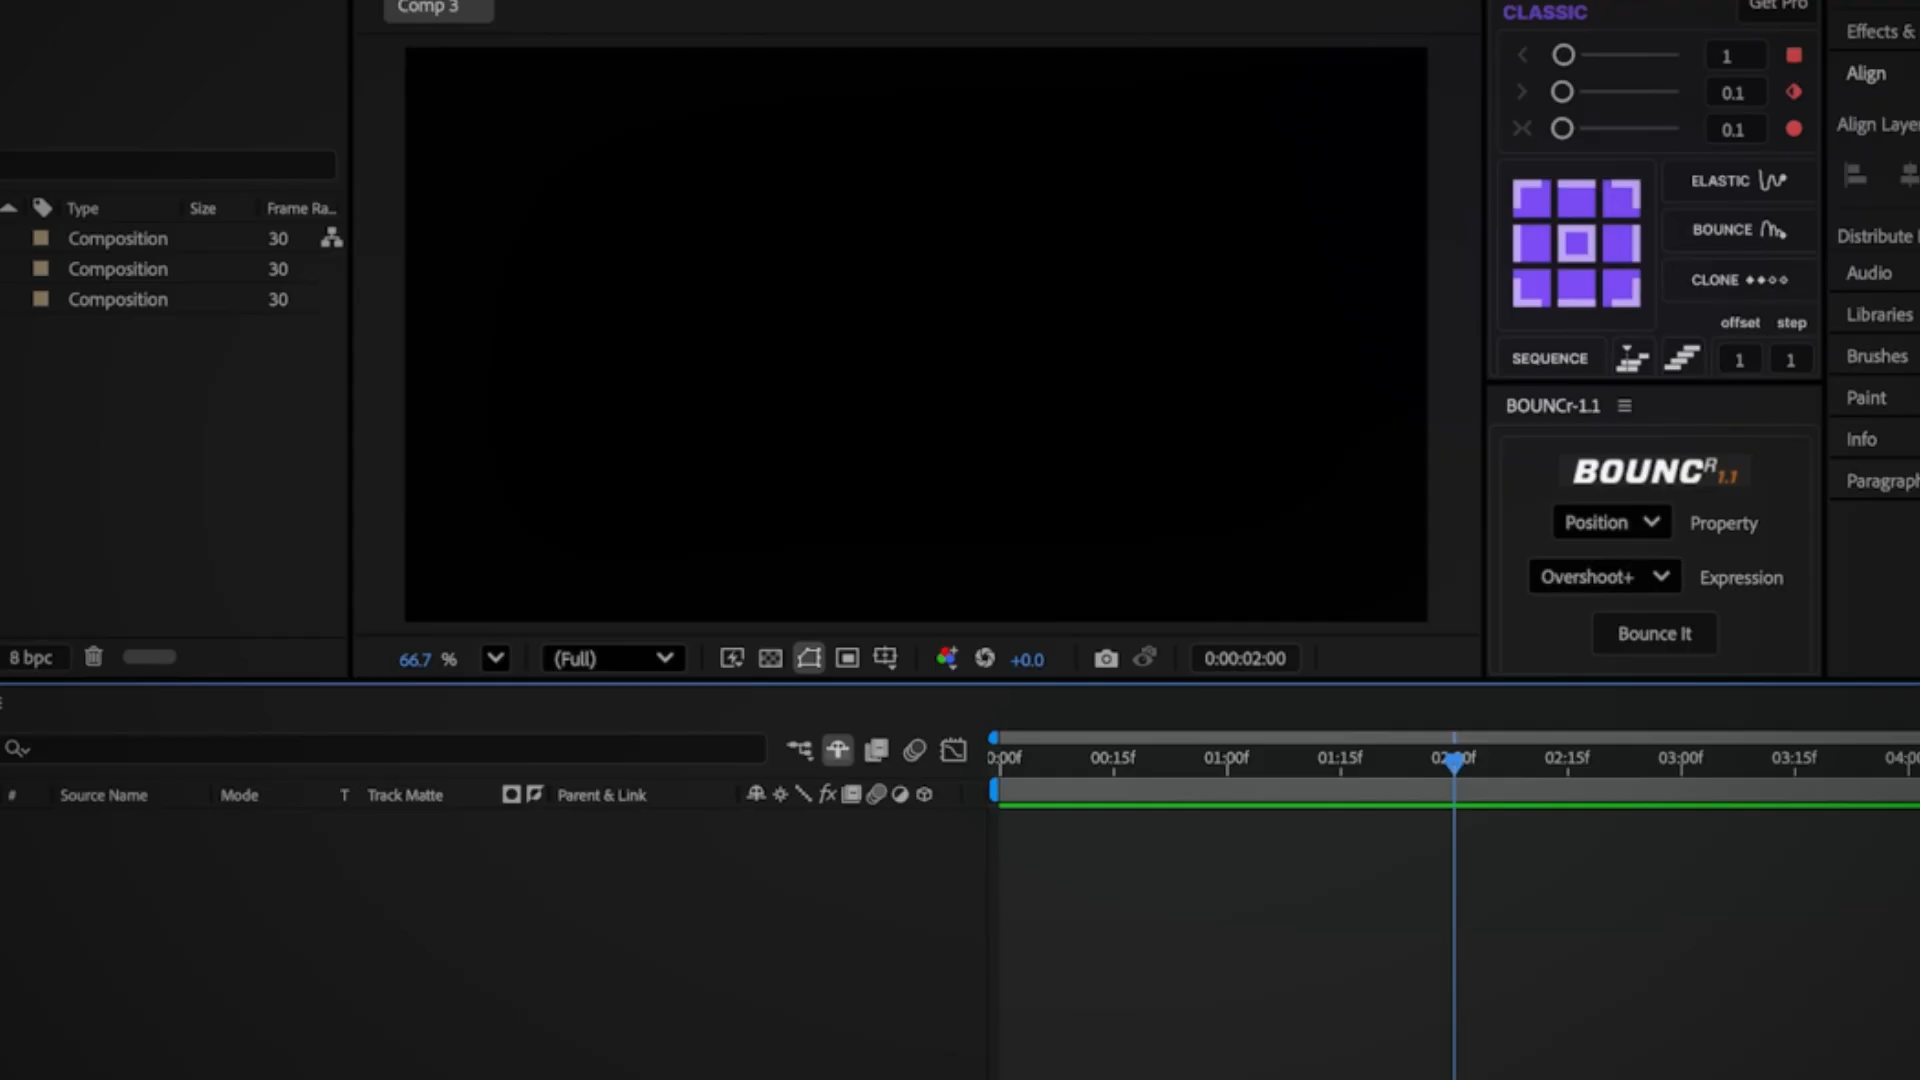 Comp 3
Type Size Frame Ra...
Composition 30
Composition 30
Composition 30
8 bpc
66.7 %
(Full)
+0.0
0:00:02:00
CLASSIC
Get Pro
1
0.1
0.1
ELASTIC
BOUNCE
CLONE
offset step
SEQUENCE 1 1
BOUNCr-1.1
BOUNCR 1.1
Position Property
Overshoot+ Expression
Bounce It
Effects &
Align
Align Laye
Distribute
Audio
Libraries
Brushes
Paint
Info
Paragraph
# Source Name Mode T Track Matte Parent & Link fx
0:00f 00:15f 01:00f 01:15f 02:00f 02:15f 03:00f 03:15f 04:00